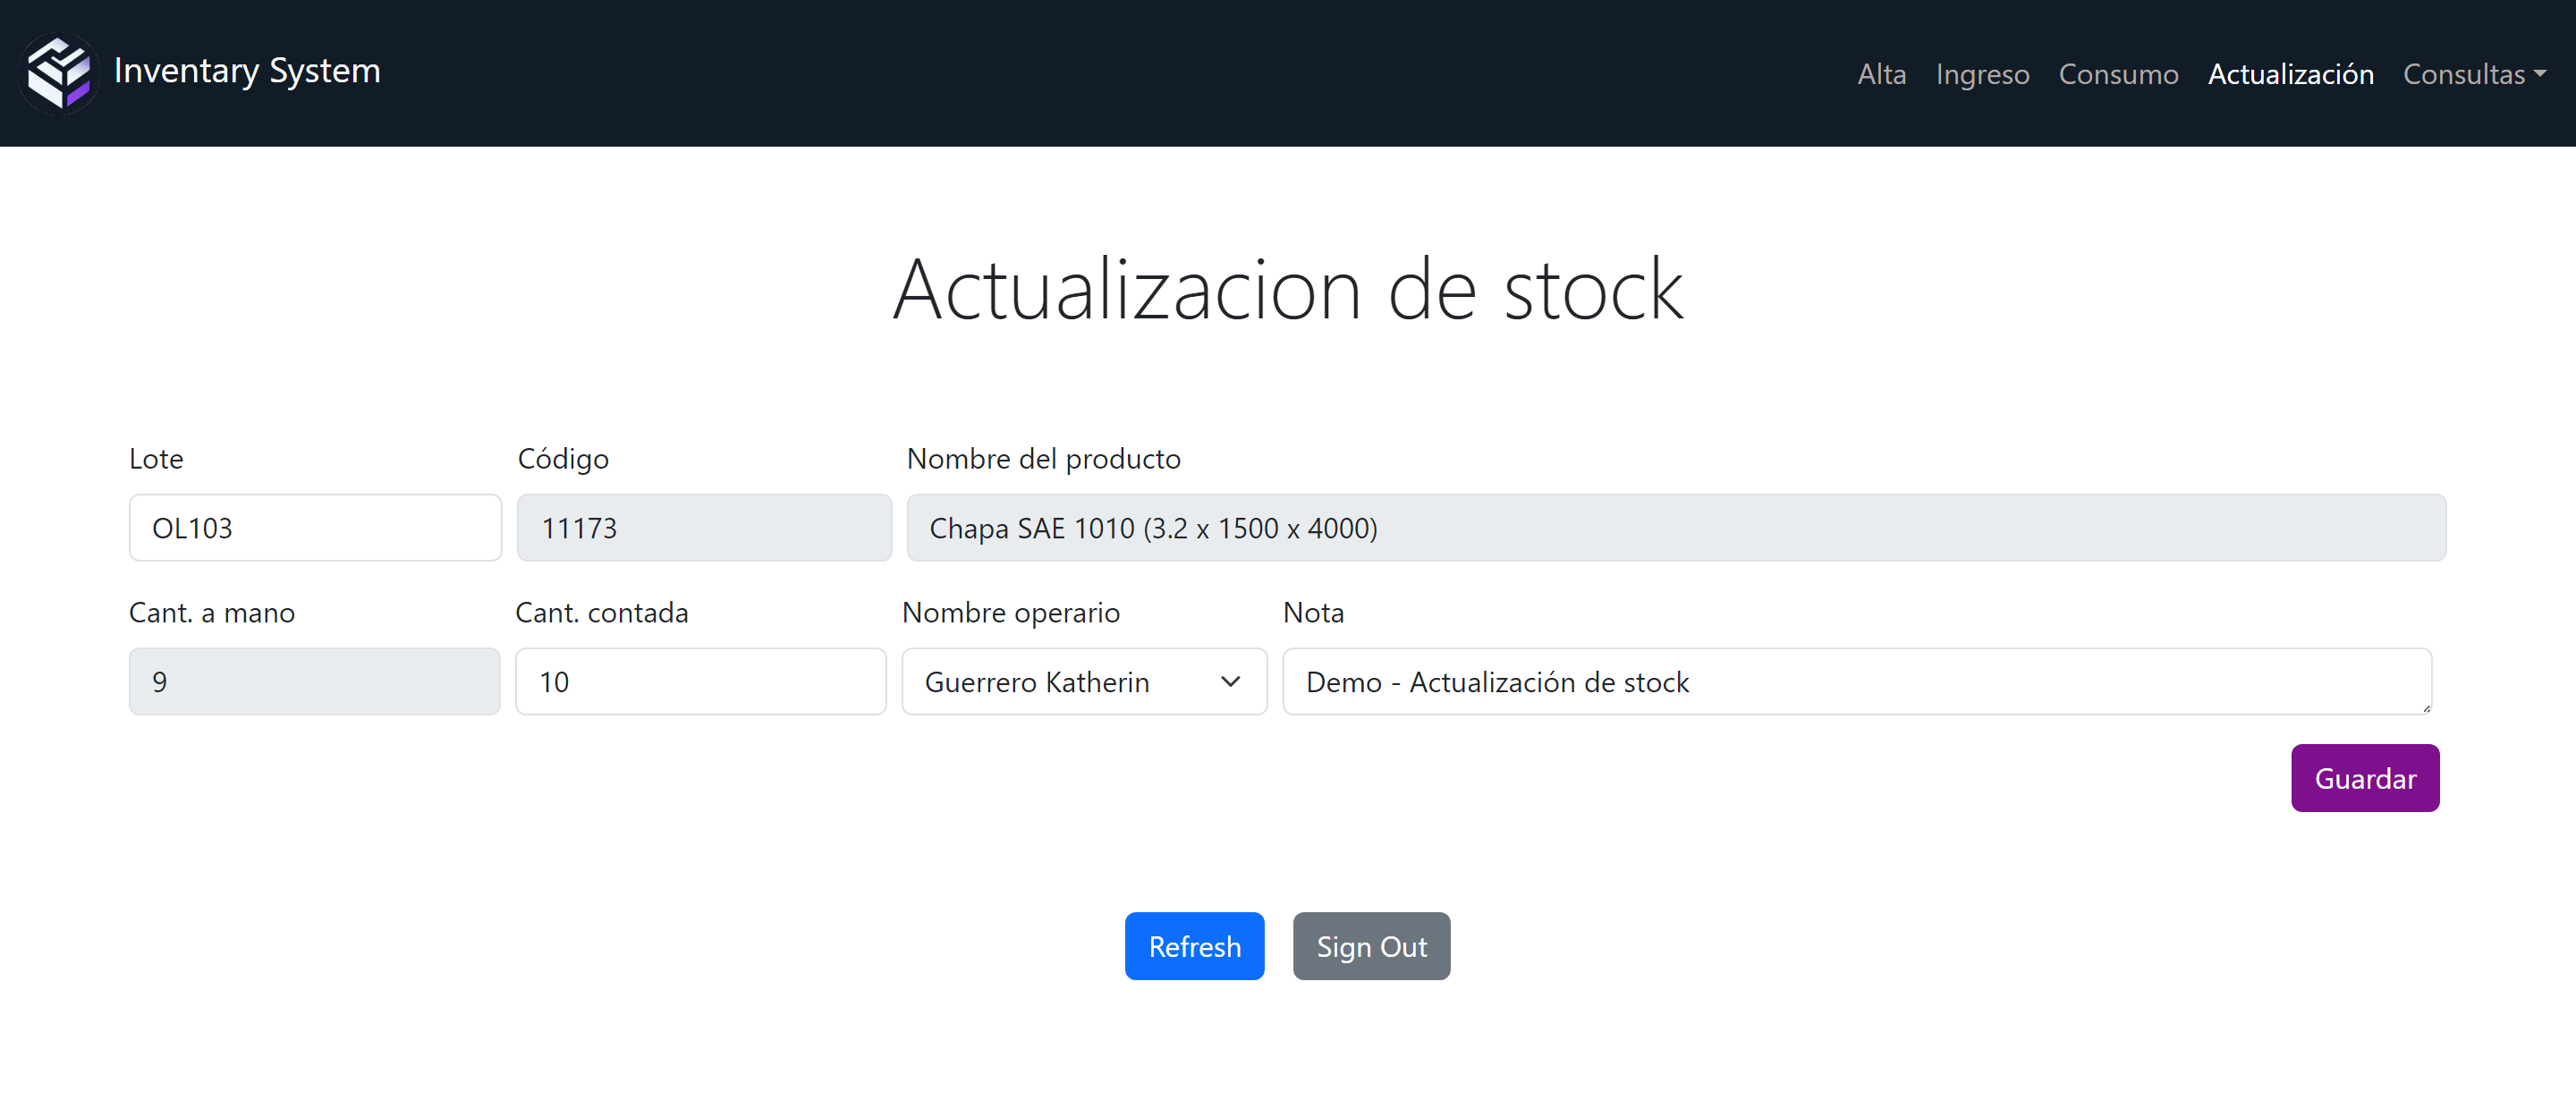 Inventary System
Alta Ingreso Consumo Actualización Consultas
Actualizacion de stock
Lote Código Nombre del producto
OL103 11173 Chapa SAE 1010 (3.2 x 1500 x 4000)
Cant. a mano Cant. contada Nombre operario Nota
9 10 Guerrero Katherin Demo - Actualización de stock
Guardar
Refresh Sign Out